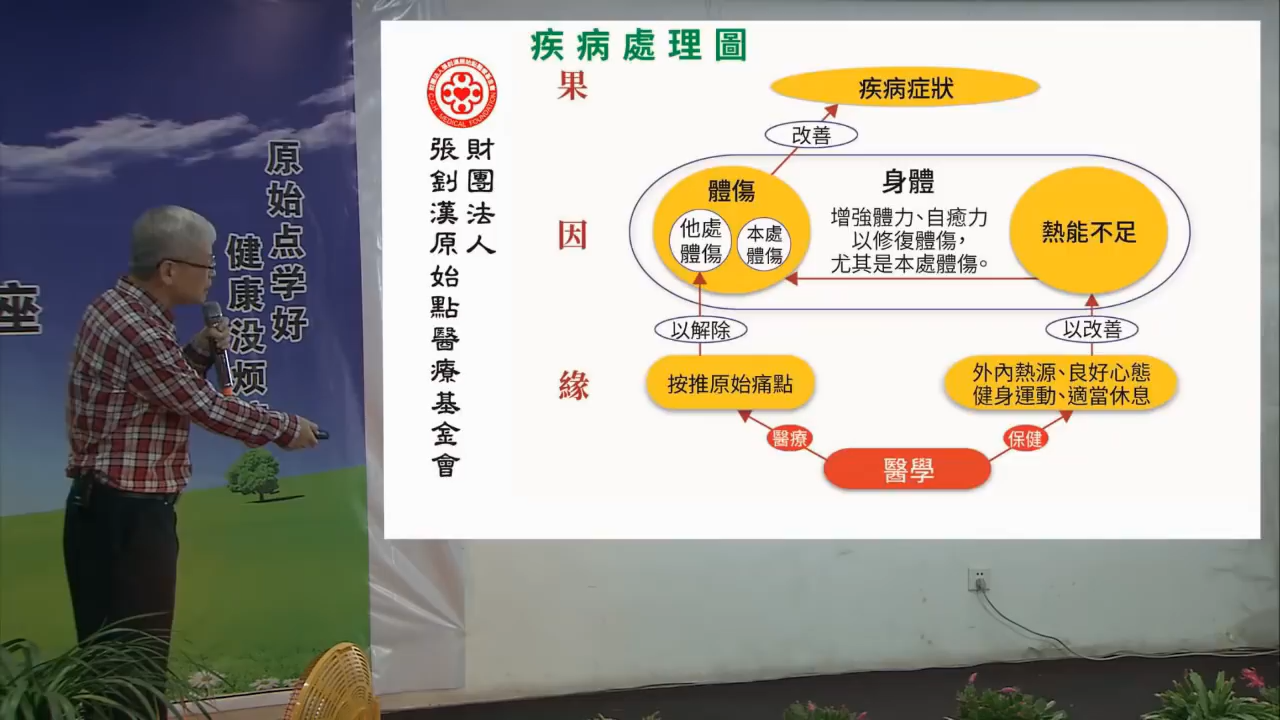 疾病處理圖
果
疾病症狀
改善
財團法人
張釗漢原始點醫療基金會
因
體傷
他處
體傷
本處
體傷
身體
增強體力、自癒力
以修復體傷，
尤其是本處體傷。
熱能不足
以解除
以改善
緣
按推原始痛點
外內熱源、良好心態
健身運動、適當休息
醫療
保健
醫學
原始点学好
健康没烦
座